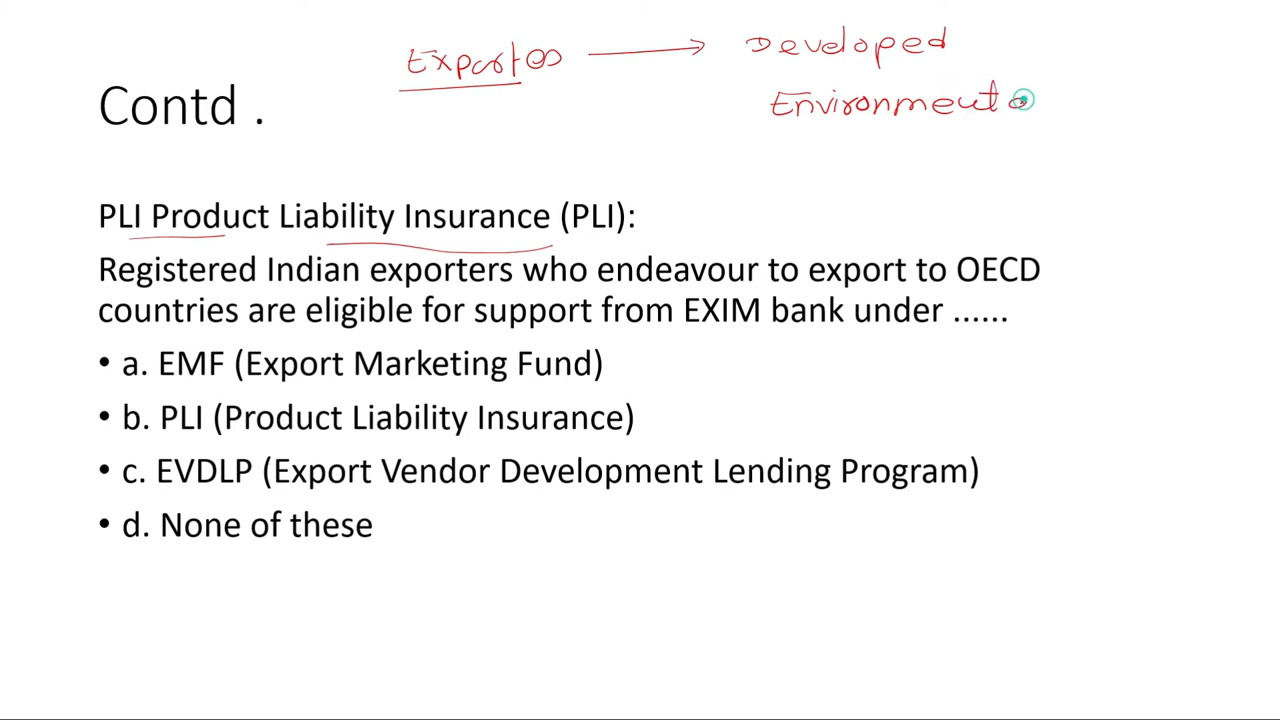 Exportes Developed
Environmenta
Contd .
PLI Product Liability Insurance (PLI):
Registered Indian exporters who endeavour to export to OECD
countries are eligible for support from EXIM bank under ......
• a. EMF (Export Marketing Fund)
• b. PLI (Product Liability Insurance)
• c. EVDLP (Export Vendor Development Lending Program)
• d. None of these